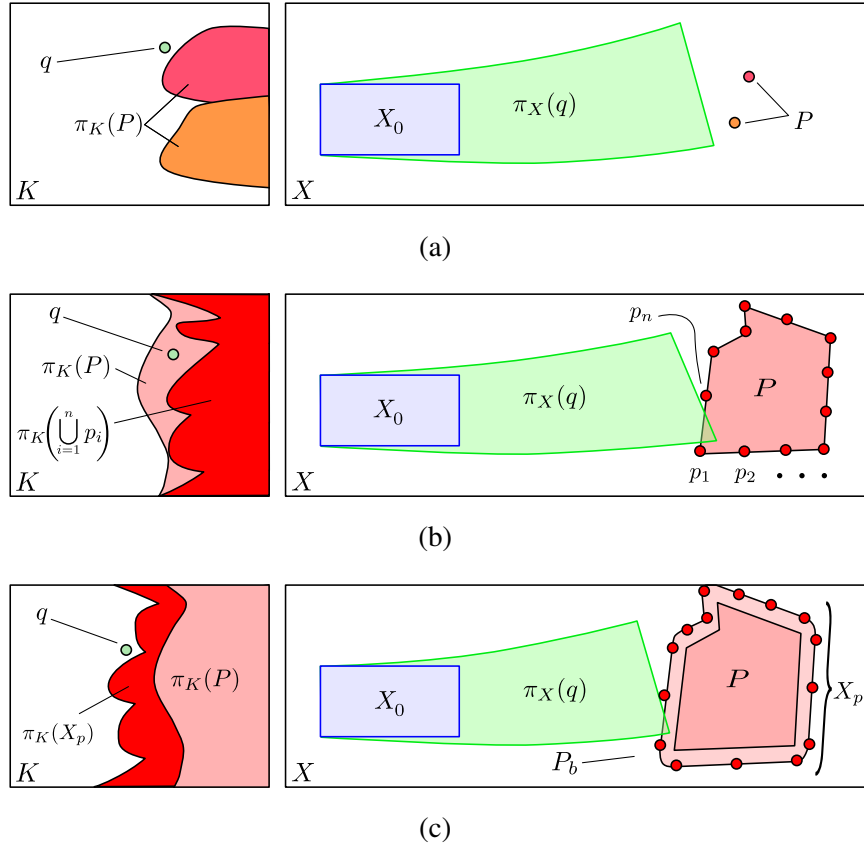 q
π_K(P)
K
X_0
π_X(q)
P
X
(a)
q
π_K(P)
π_K(⋃_{i=1}^{n} p_i)
K
X_0
π_X(q)
p_n
P
p_1 p_2 • • •
X
(b)
q
π_K(P)
π_K(X_p)
K
X_0
π_X(q)
P
X_p
P_b
X
(c)